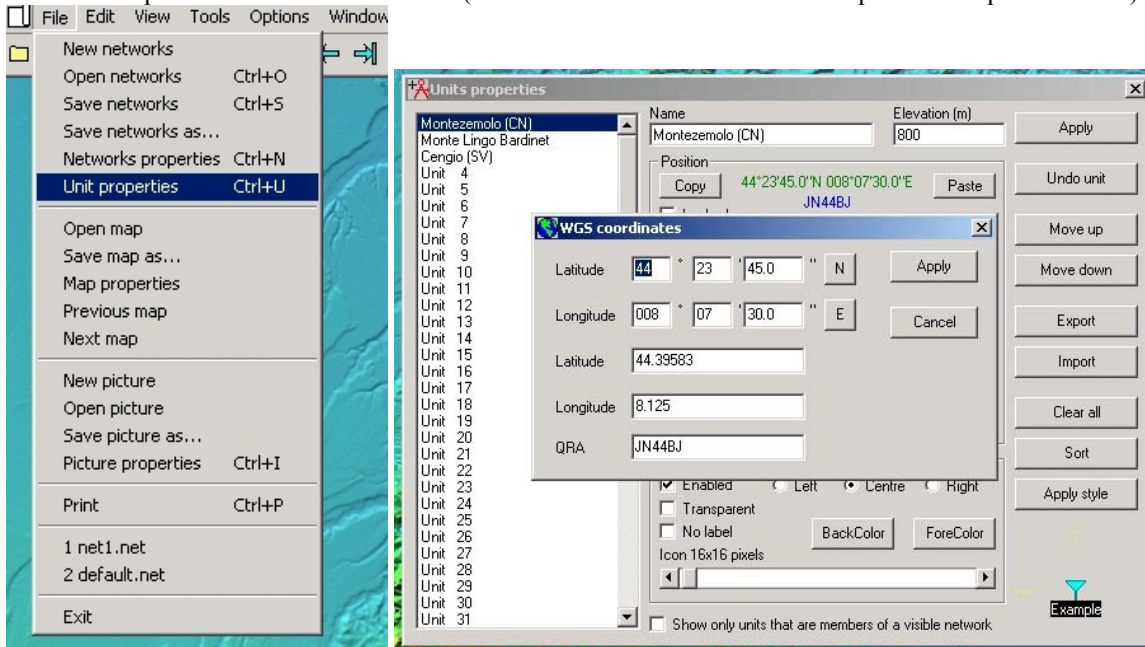 File Edit View Tools Options Window
New networks
Open networks Ctrl+O
Save networks Ctrl+S
Save networks as...
Networks properties Ctrl+N
Unit properties Ctrl+U
Open map
Save map as...
Map properties
Previous map
Next map
New picture
Open picture
Save picture as...
Picture properties Ctrl+I
Print Ctrl+P
1 net1.net
2 default.net
Exit
Units properties
Montezemolo (CN)
Monte Lingo Bardinet
Cengio (SV)
Unit 4
Unit 5
Unit 6
Unit 7
Unit 8
Unit 9
Unit 10
Unit 11
Unit 12
Unit 13
Unit 14
Unit 15
Unit 16
Unit 17
Unit 18
Unit 19
Unit 20
Unit 21
Unit 22
Unit 23
Unit 24
Unit 25
Unit 26
Unit 27
Unit 28
Unit 29
Unit 30
Unit 31
Name Elevation (m)
Montezemolo (CN) 800
Position
Copy 44°23'45.0"N 008°07'30.0"E Paste
JN44BJ
WGS coordinates
Latitude 44 ° 23 ' 45.0 " N Apply
Longitude 008 ° 07 ' 30.0 " E Cancel
Latitude 44.39583
Longitude 8.125
QRA JN44BJ
Enabled Left Centre Right
Transparent
No label BackColor ForeColor
Icon 16x16 pixels
Show only units that are members of a visible network
Apply
Undo unit
Move up
Move down
Export
Import
Clear all
Sort
Apply style
Example